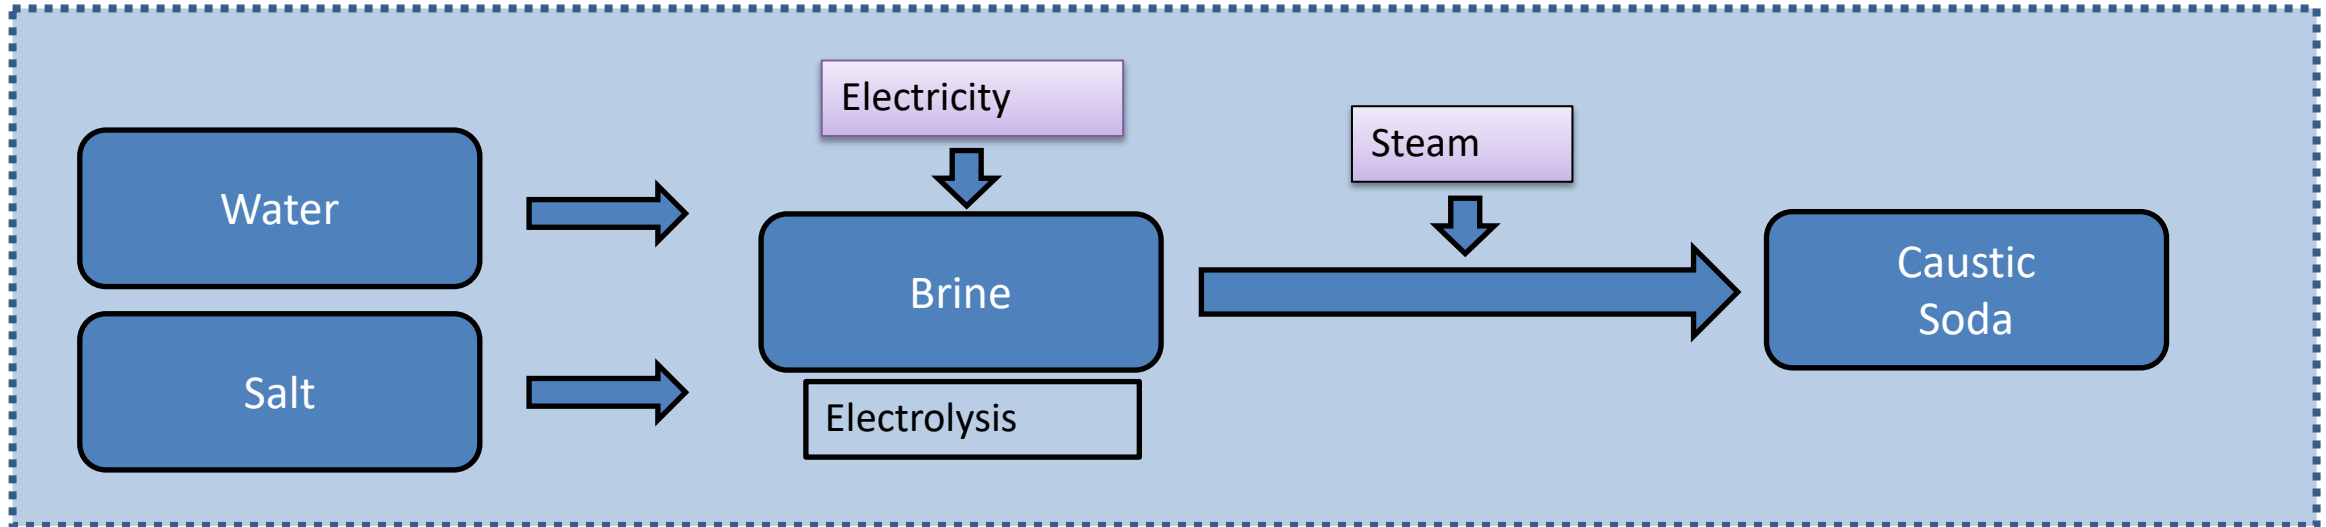 Electricity
Steam
Water
Brine
Caustic
Soda
Salt
Electrolysis